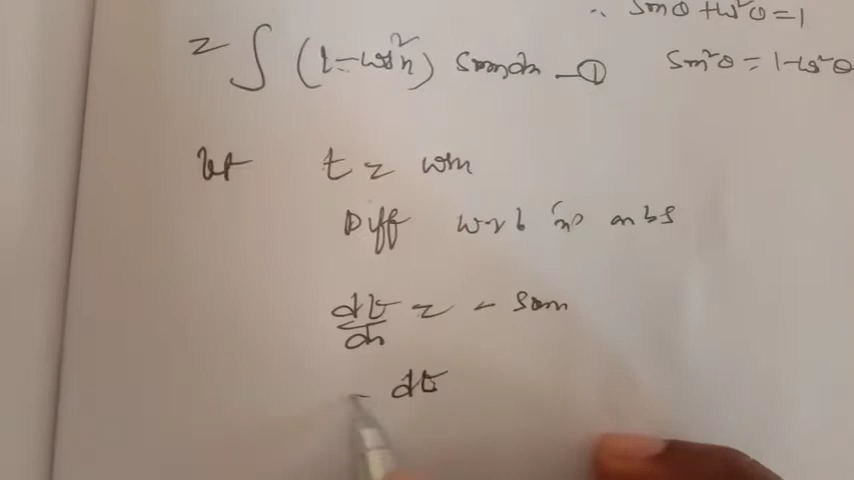 ∴ sin²θ + cos²θ = 1
= ∫ (1 - cos²x) sinx dx —① sin²θ = 1 - cos²θ
let t = cosx
Diff w.r.t 'x' on b.s
dt/dx = - sinx
- dt